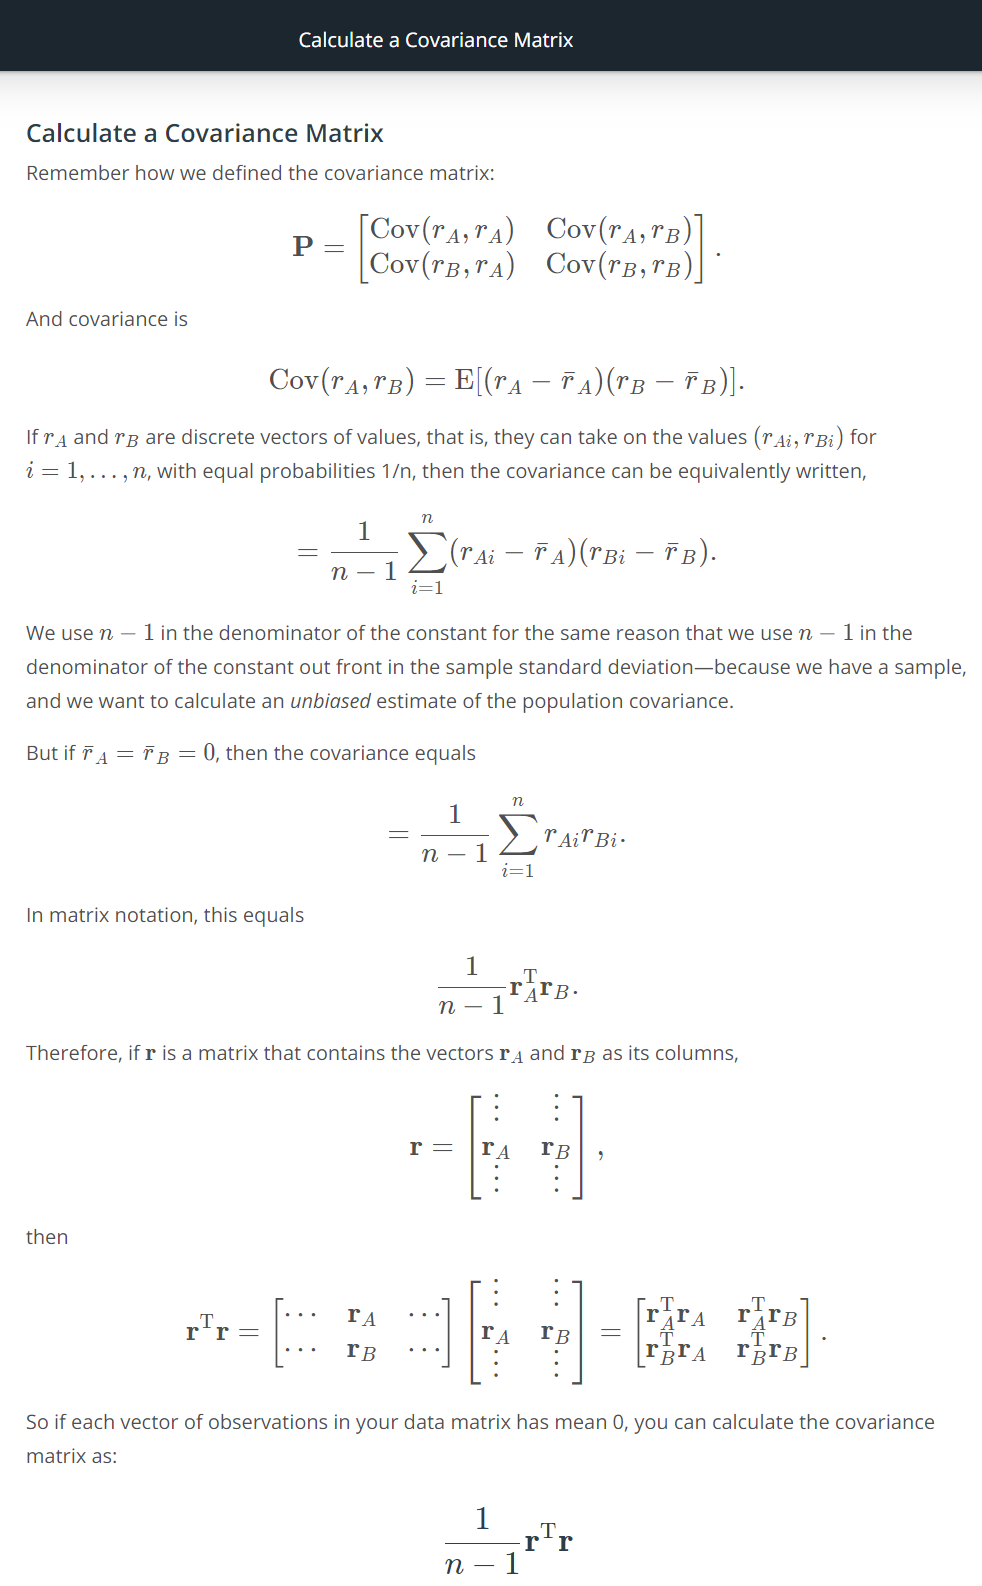 Calculate a Covariance Matrix
Calculate a Covariance Matrix
Remember how we defined the covariance matrix:
$$\mathbf{P} = \begin{bmatrix} \mathrm{Cov}(r_A, r_A) & \mathrm{Cov}(r_A, r_B) \\ \mathrm{Cov}(r_B, r_A) & \mathrm{Cov}(r_B, r_B) \end{bmatrix}.$$
And covariance is
$$\mathrm{Cov}(r_A, r_B) = \mathrm{E}[(r_A - \bar{r}_A)(r_B - \bar{r}_B)].$$
If $r_A$ and $r_B$ are discrete vectors of values, that is, they can take on the values $(r_{Ai}, r_{Bi})$ for
$i = 1, \ldots, n$, with equal probabilities 1/n, then the covariance can be equivalently written,
$$= \frac{1}{n-1} \sum_{i=1}^{n} (r_{Ai} - \bar{r}_A)(r_{Bi} - \bar{r}_B).$$
We use $n - 1$ in the denominator of the constant for the same reason that we use $n - 1$ in the
denominator of the constant out front in the sample standard deviation—because we have a sample,
and we want to calculate an unbiased estimate of the population covariance.
But if $\bar{r}_A = \bar{r}_B = 0$, then the covariance equals
$$= \frac{1}{n-1} \sum_{i=1}^{n} r_{Ai} r_{Bi}.$$
In matrix notation, this equals
$$\frac{1}{n-1} \mathbf{r}_A^{\mathrm{T}} \mathbf{r}_B.$$
Therefore, if $\mathbf{r}$ is a matrix that contains the vectors $\mathbf{r}_A$ and $\mathbf{r}_B$ as its columns,
$$\mathbf{r} = \begin{bmatrix} \vdots & \vdots \\ \mathbf{r}_A & \mathbf{r}_B \\ \vdots & \vdots \end{bmatrix},$$
then
$$\mathbf{r}^{\mathrm{T}}\mathbf{r} = \begin{bmatrix} \cdots & \mathbf{r}_A & \cdots \\ \cdots & \mathbf{r}_B & \cdots \end{bmatrix} \begin{bmatrix} \vdots & \vdots \\ \mathbf{r}_A & \mathbf{r}_B \\ \vdots & \vdots \end{bmatrix} = \begin{bmatrix} \mathbf{r}_A^{\mathrm{T}}\mathbf{r}_A & \mathbf{r}_A^{\mathrm{T}}\mathbf{r}_B \\ \mathbf{r}_B^{\mathrm{T}}\mathbf{r}_A & \mathbf{r}_B^{\mathrm{T}}\mathbf{r}_B \end{bmatrix}.$$
So if each vector of observations in your data matrix has mean 0, you can calculate the covariance
matrix as:
$$\frac{1}{n-1} \mathbf{r}^{\mathrm{T}}\mathbf{r}$$